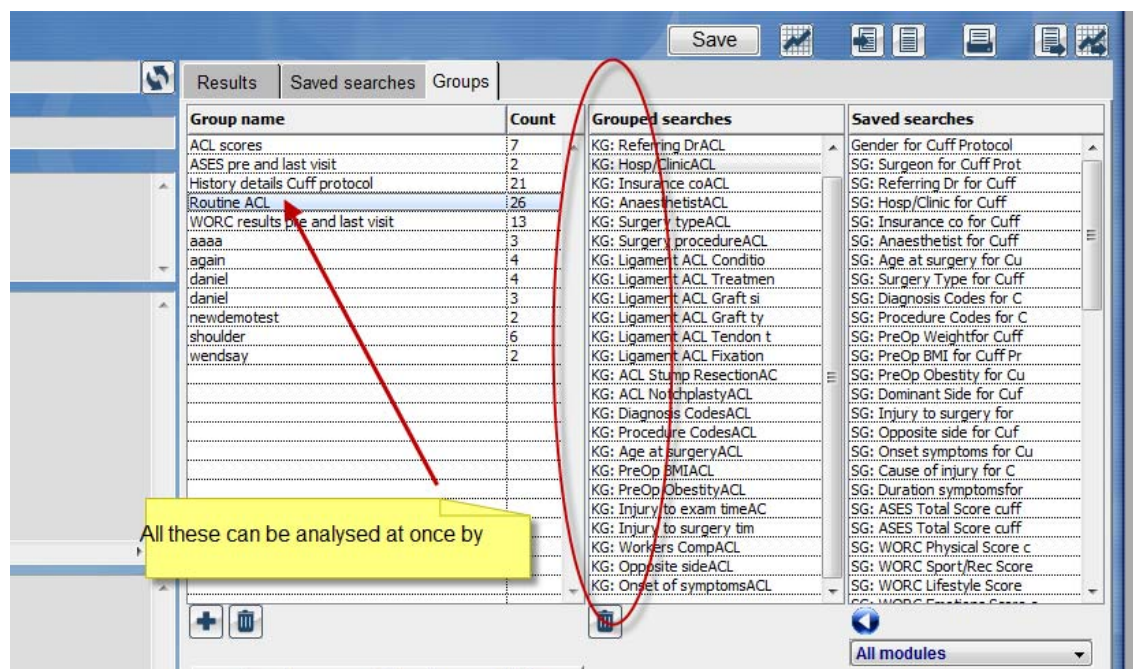 Save
Results Saved searches Groups
Group name Count Grouped searches Saved searches
ACL scores 7 KG: Referring DrACL Gender for Cuff Protocol
ASES pre and last visit 2 KG: Hosp/ClinicACL SG: Surgeon for Cuff Prot
History details Cuff protocol 21 KG: Insurance coACL SG: Referring Dr for Cuff
Routine ACL 26 KG: AnaesthetistACL SG: Hosp/Clinic for Cuff
WORC results pre and last visit 13 KG: Surgery typeACL SG: Insurance co for Cuff
aaaa 3 KG: Surgery procedureACL SG: Anaesthetist for Cuff
again 4 KG: Ligament ACL Conditio SG: Age at surgery for Cu
daniel 4 KG: Ligament ACL Treatmen SG: Surgery Type for Cuff
daniel 3 KG: Ligament ACL Graft si SG: Diagnosis Codes for C
newdemotest 2 KG: Ligament ACL Graft ty SG: Procedure Codes for C
shoulder 6 KG: Ligament ACL Tendon t SG: PreOp Weightfor Cuff
wendsay 2 KG: Ligament ACL Fixation SG: PreOp BMI for Cuff Pr
KG: ACL Stump ResectionAC SG: PreOp Obestity for Cu
KG: ACL NotchplastyACL SG: Dominant Side for Cuf
KG: Diagnosis CodesACL SG: Injury to surgery for
KG: Procedure CodesACL SG: Opposite side for Cuf
KG: Age at surgeryACL SG: Onset symptoms for Cu
KG: PreOp BMIACL SG: Cause of injury for C
KG: PreOp ObestityACL SG: Duration symptomsfor
KG: Injury to exam timeAC SG: ASES Total Score cuff
KG: Injury to surgery tim SG: ASES Total Score cuff
KG: Workers CompACL SG: WORC Physical Score c
KG: Opposite sideACL SG: WORC Sport/Rec Score
KG: Onset of symptomsACL SG: WORC Lifestyle Score
All these can be analysed at once by
All modules